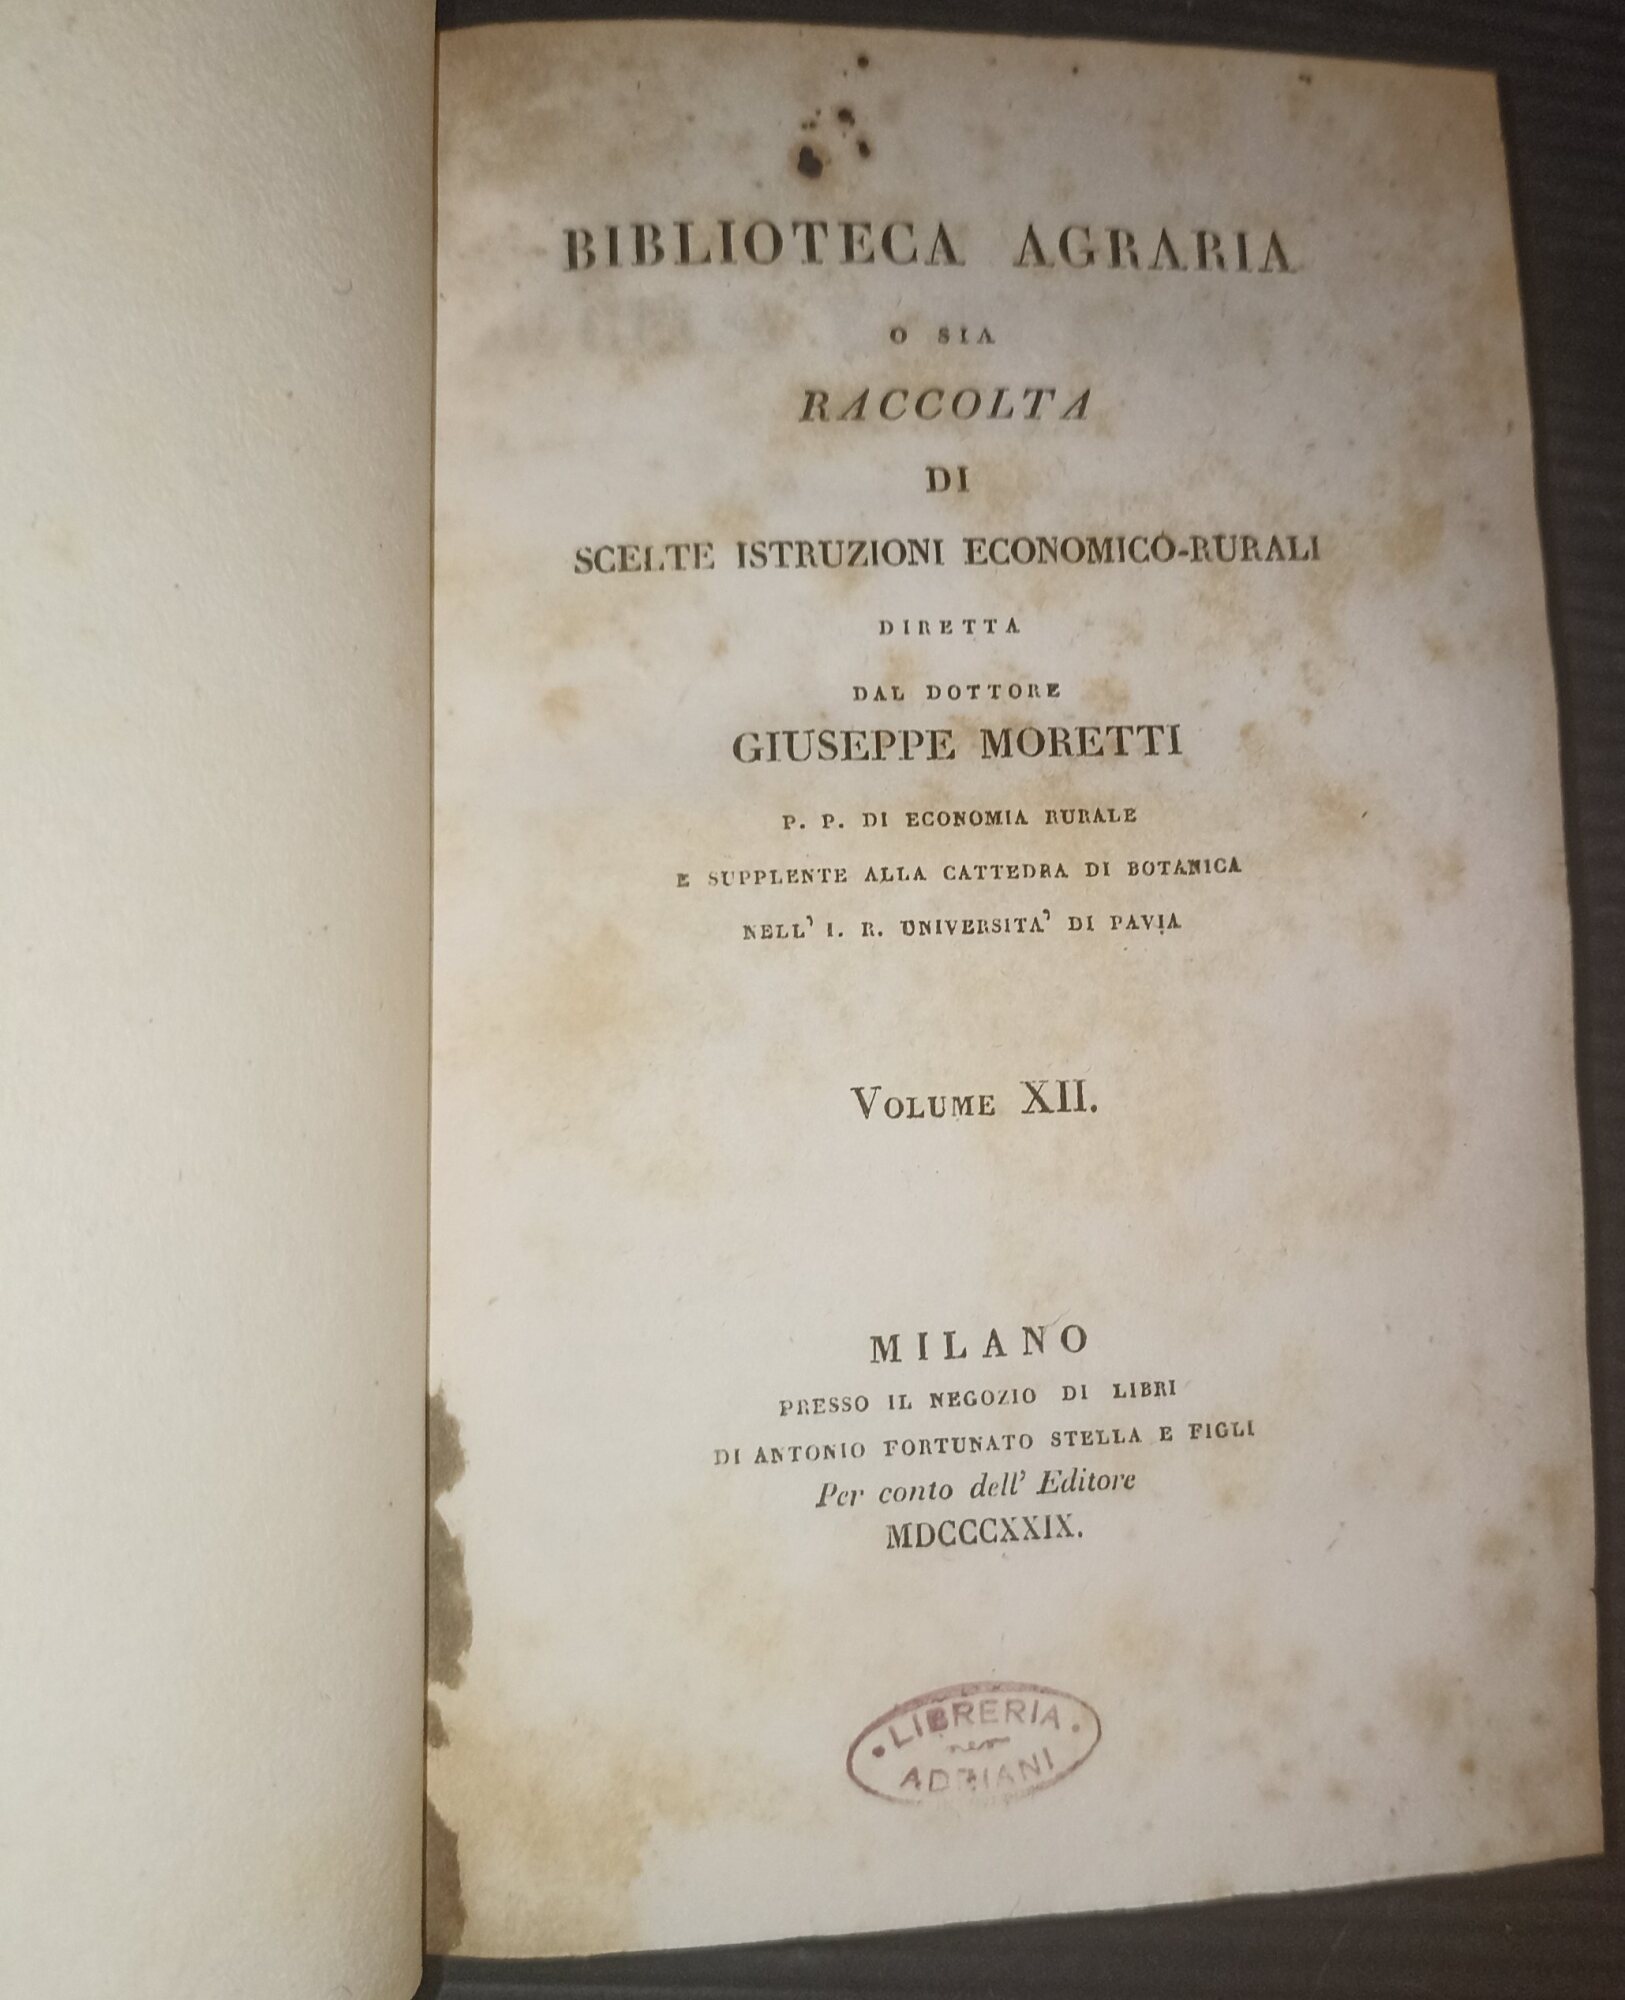 BIBLIOTECA AGRARIA
O SIA
RACCOLTA
DI
SCELTE ISTRUZIONI ECONOMICO-RURALI
DIRETTA
DAL DOTTORE
GIUSEPPE MORETTI
P. P. DI ECONOMIA RURALE
E SUPPLENTE ALLA CATTEDRA DI BOTANICA
NELL' I. R. UNIVERSITA' DI PAVIA
VOLUME XII.
MILANO
PRESSO IL NEGOZIO DI LIBRI
DI ANTONIO FORTUNATO STELLA E FIGLI
Per conto dell' Editore
MDCCCXXIX.
• LIBRERIA •
ADRIANI